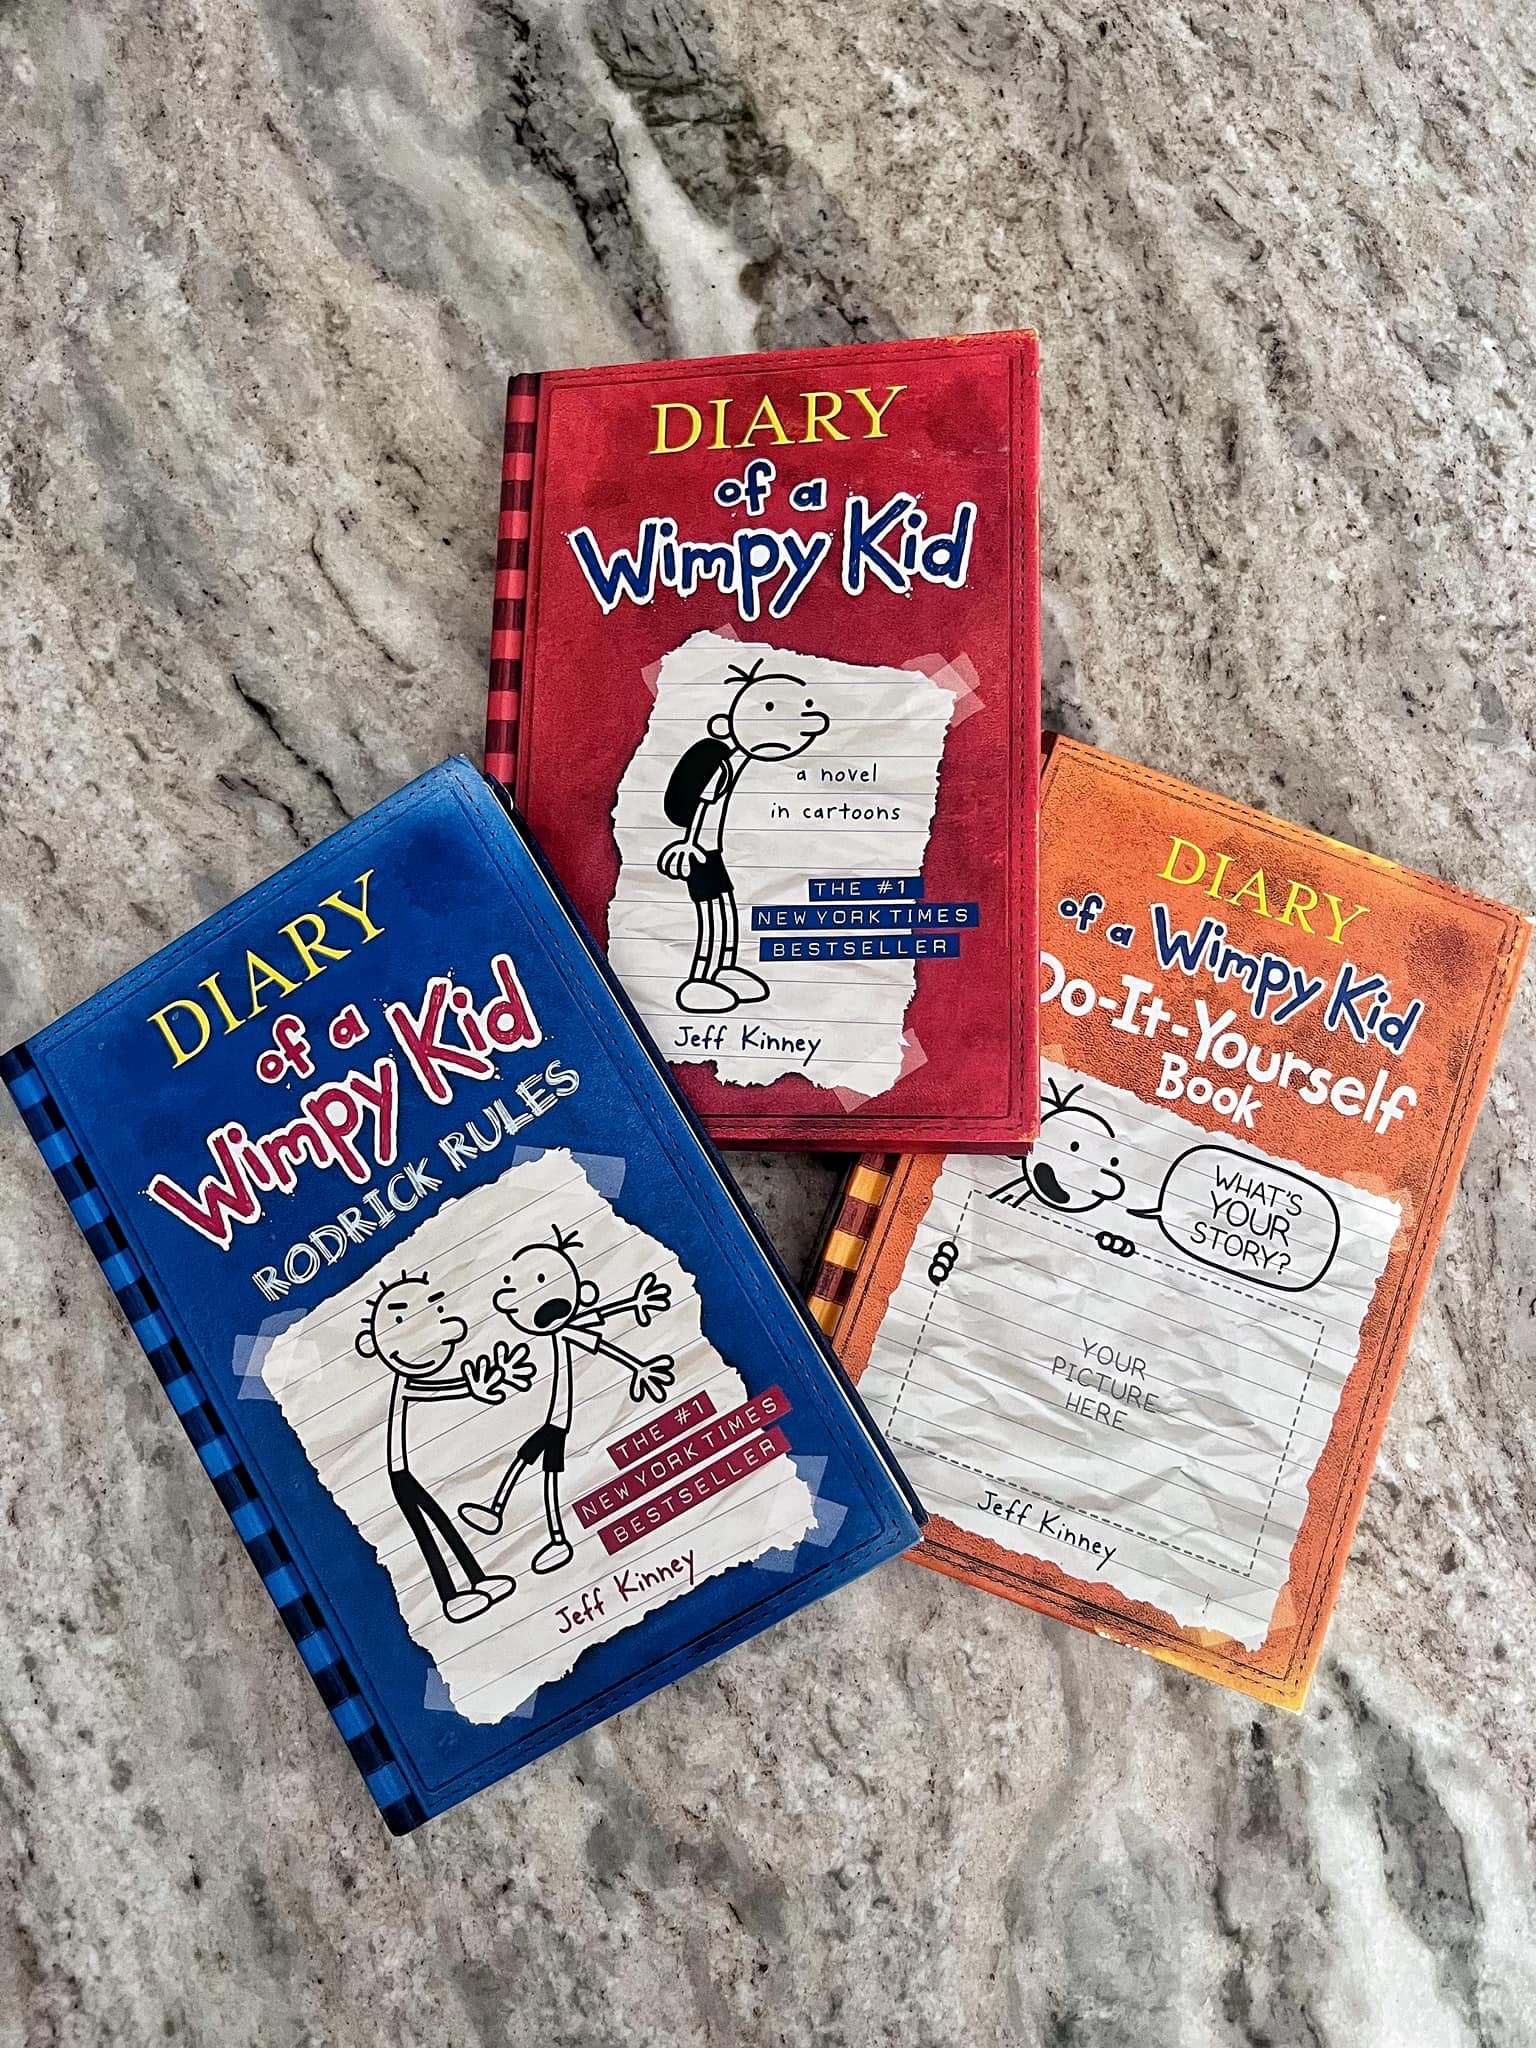 DIARY
of a
Wimpy Kid
a novel
in cartoons
THE #1
NEW YORK TIMES
BESTSELLER
Jeff Kinney
DIARY
of a
Wimpy Kid
RODRICK RULES
THE #1
NEW YORK TIMES
BESTSELLER
Jeff Kinney
DIARY
of a Wimpy Kid
Do-It-Yourself
Book
WHAT'S
YOUR
STORY?
YOUR
PICTURE
HERE
Jeff Kinney